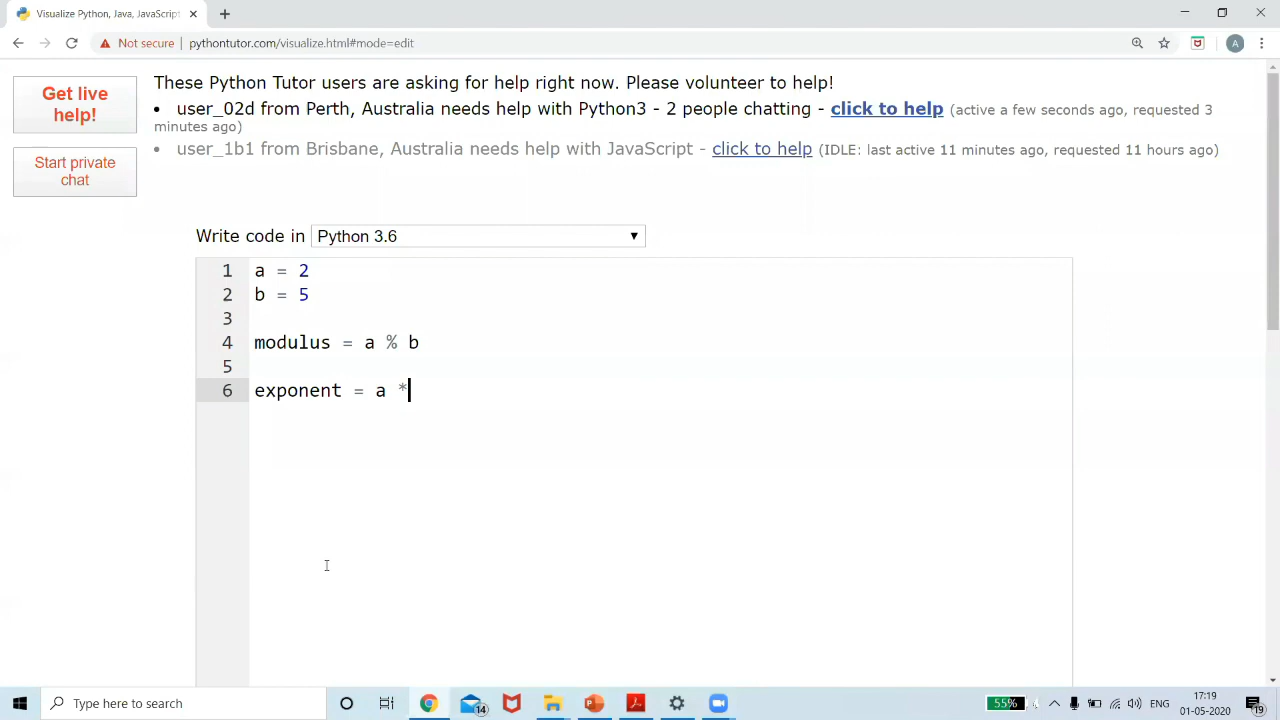 Visualize Python, Java, JavaScript
Not secure pythontutor.com/visualize.html#mode=edit
A
Get live
help!
These Python Tutor users are asking for help right now. Please volunteer to help!
• user_02d from Perth, Australia needs help with Python3 - 2 people chatting - click to help (active a few seconds ago, requested 3
minutes ago)
• user_1b1 from Brisbane, Australia needs help with JavaScript - click to help (IDLE: last active 11 minutes ago, requested 11 hours ago)
Start private
chat
Write code in Python 3.6
1 a = 2
2 b = 5
3
4 modulus = a % b
5
6 exponent = a *
Type here to search
14
55%
ENG
17:19
01-05-2020
19